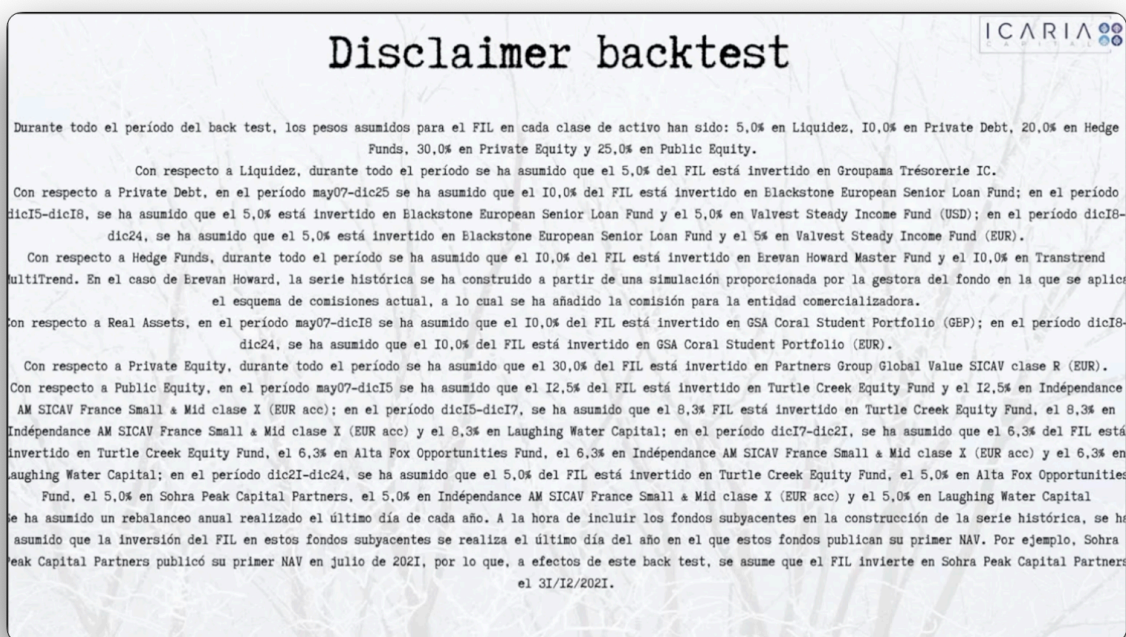 ICARIA
CAPITAL
Disclaimer backtest
Durante todo el período del back test, los pesos asumidos para el FIL en cada clase de activo han sido: 5,0% en Liquidez, I0,0% en Private Debt, 20,0% en Hedge
Funds, 30,0% en Private Equity y 25,0% en Public Equity.
Con respecto a Liquidez, durante todo el período se ha asumido que el 5,0% del FIL está invertido en Groupama Trésorerie IC.
Con respecto a Private Debt, en el período may07-dic25 se ha asumido que el I0,0% del FIL está invertido en Blackstone European Senior Loan Fund; en el período
dicI5-dicI8, se ha asumido que el 5,0% está invertido en Blackstone European Senior Loan Fund y el 5,0% en Valvest Steady Income Fund (USD); en el período dicI8-
dic24, se ha asumido que el 5,0% está invertido en Blackstone European Senior Loan Fund y el 5% en Valvest Steady Income Fund (EUR).
Con respecto a Hedge Funds, durante todo el período se ha asumido que el I0,0% del FIL está invertido en Brevan Howard Master Fund y el I0,0% en Transtrend
ultiTrend. En el caso de Brevan Howard, la serie histórica se ha construido a partir de una simulación proporcionada por la gestora del fondo en la que se aplica
el esquema de comisiones actual, a lo cual se ha añadido la comisión para la entidad comercializadora.
on respecto a Real Assets, en el período may07-dicI8 se ha asumido que el I0,0% del FIL está invertido en GSA Coral Student Portfolio (GBP); en el período dicI8-
dic24, se ha asumido que el I0,0% del FIL está invertido en GSA Coral Student Portfolio (EUR).
Con respecto a Private Equity, durante todo el período se ha asumido que el 30,0% del FIL está invertido en Partners Group Global Value SICAV clase R (EUR).
Con respecto a Public Equity, en el período may07-dicI5 se ha asumido que el I2,5% del FIL está invertido en Turtle Creek Equity Fund y el I2,5% en Indépendance
AM SICAV France Small & Mid clase X (EUR acc); en el período dicI5-dicI7, se ha asumido que el 8,3% FIL está invertido en Turtle Creek Equity Fund, el 8,3% en
Indépendance AM SICAV France Small & Mid clase X (EUR acc) y el 8,3% en Laughing Water Capital; en el período dicI7-dic2I, se ha asumido que el 6,3% del FIL está
invertido en Turtle Creek Equity Fund, el 6,3% en Alta Fox Opportunities Fund, el 6,3% en Indépendance AM SICAV France Small & Mid clase X (EUR acc) y el 6,3% en
aughing Water Capital; en el período dic2I-dic24, se ha asumido que el 5,0% del FIL está invertido en Turtle Creek Equity Fund, el 5,0% en Alta Fox Opportunities
Fund, el 5,0% en Sohra Peak Capital Partners, el 5,0% en Indépendance AM SICAV France Small & Mid clase X (EUR acc) y el 5,0% en Laughing Water Capital
e ha asumido un rebalanceo anual realizado el último día de cada año. A la hora de incluir los fondos subyacentes en la construcción de la serie histórica, se ha
asumido que la inversión del FIL en estos fondos subyacentes se realiza el último día del año en el que estos fondos publican su primer NAV. Por ejemplo, Sohra
eak Capital Partners publicó su primer NAV en julio de 202I, por lo que, a efectos de este back test, se asume que el FIL invierte en Sohra Peak Capital Partners
el 3I/I2/202I.